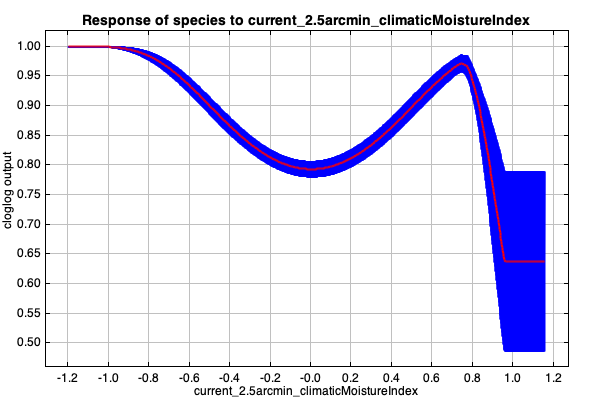 Response of species to current_2.5arcmin_climaticMoistureIndex
1.00
0.95
0.90
0.85
0.80
0.75
0.70
0.65
0.60
0.55
0.50
cloglog output
-1.2 -1.0 -0.8 -0.6 -0.4 -0.2 -0.0 0.2 0.4 0.6 0.8 1.0 1.2
current_2.5arcmin_climaticMoistureIndex